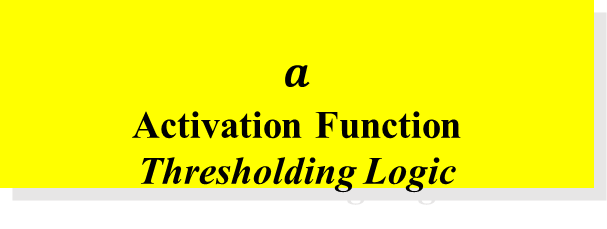 a
Activation Function
Thresholding Logic